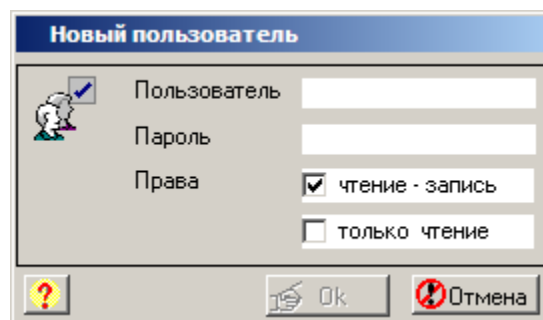 Новый пользователь
Пользователь
Пароль
Права
чтение - запись
только чтение
? Ok Отмена